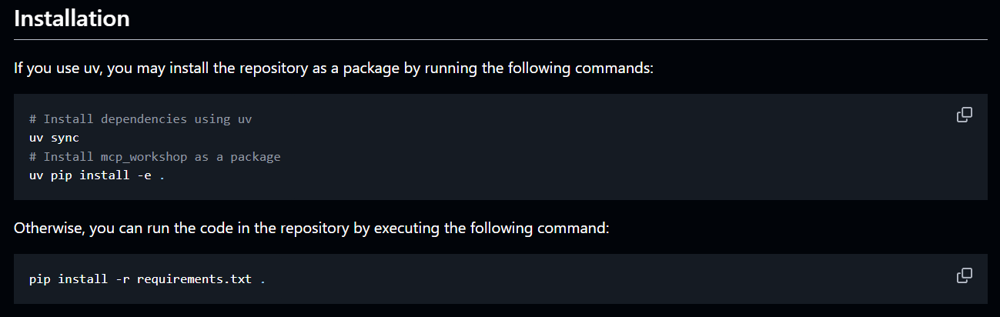 Installation
If you use uv, you may install the repository as a package by running the following commands:
# Install dependencies using uv
uv sync
# Install mcp_workshop as a package
uv pip install -e .
Otherwise, you can run the code in the repository by executing the following command:
pip install -r requirements.txt .